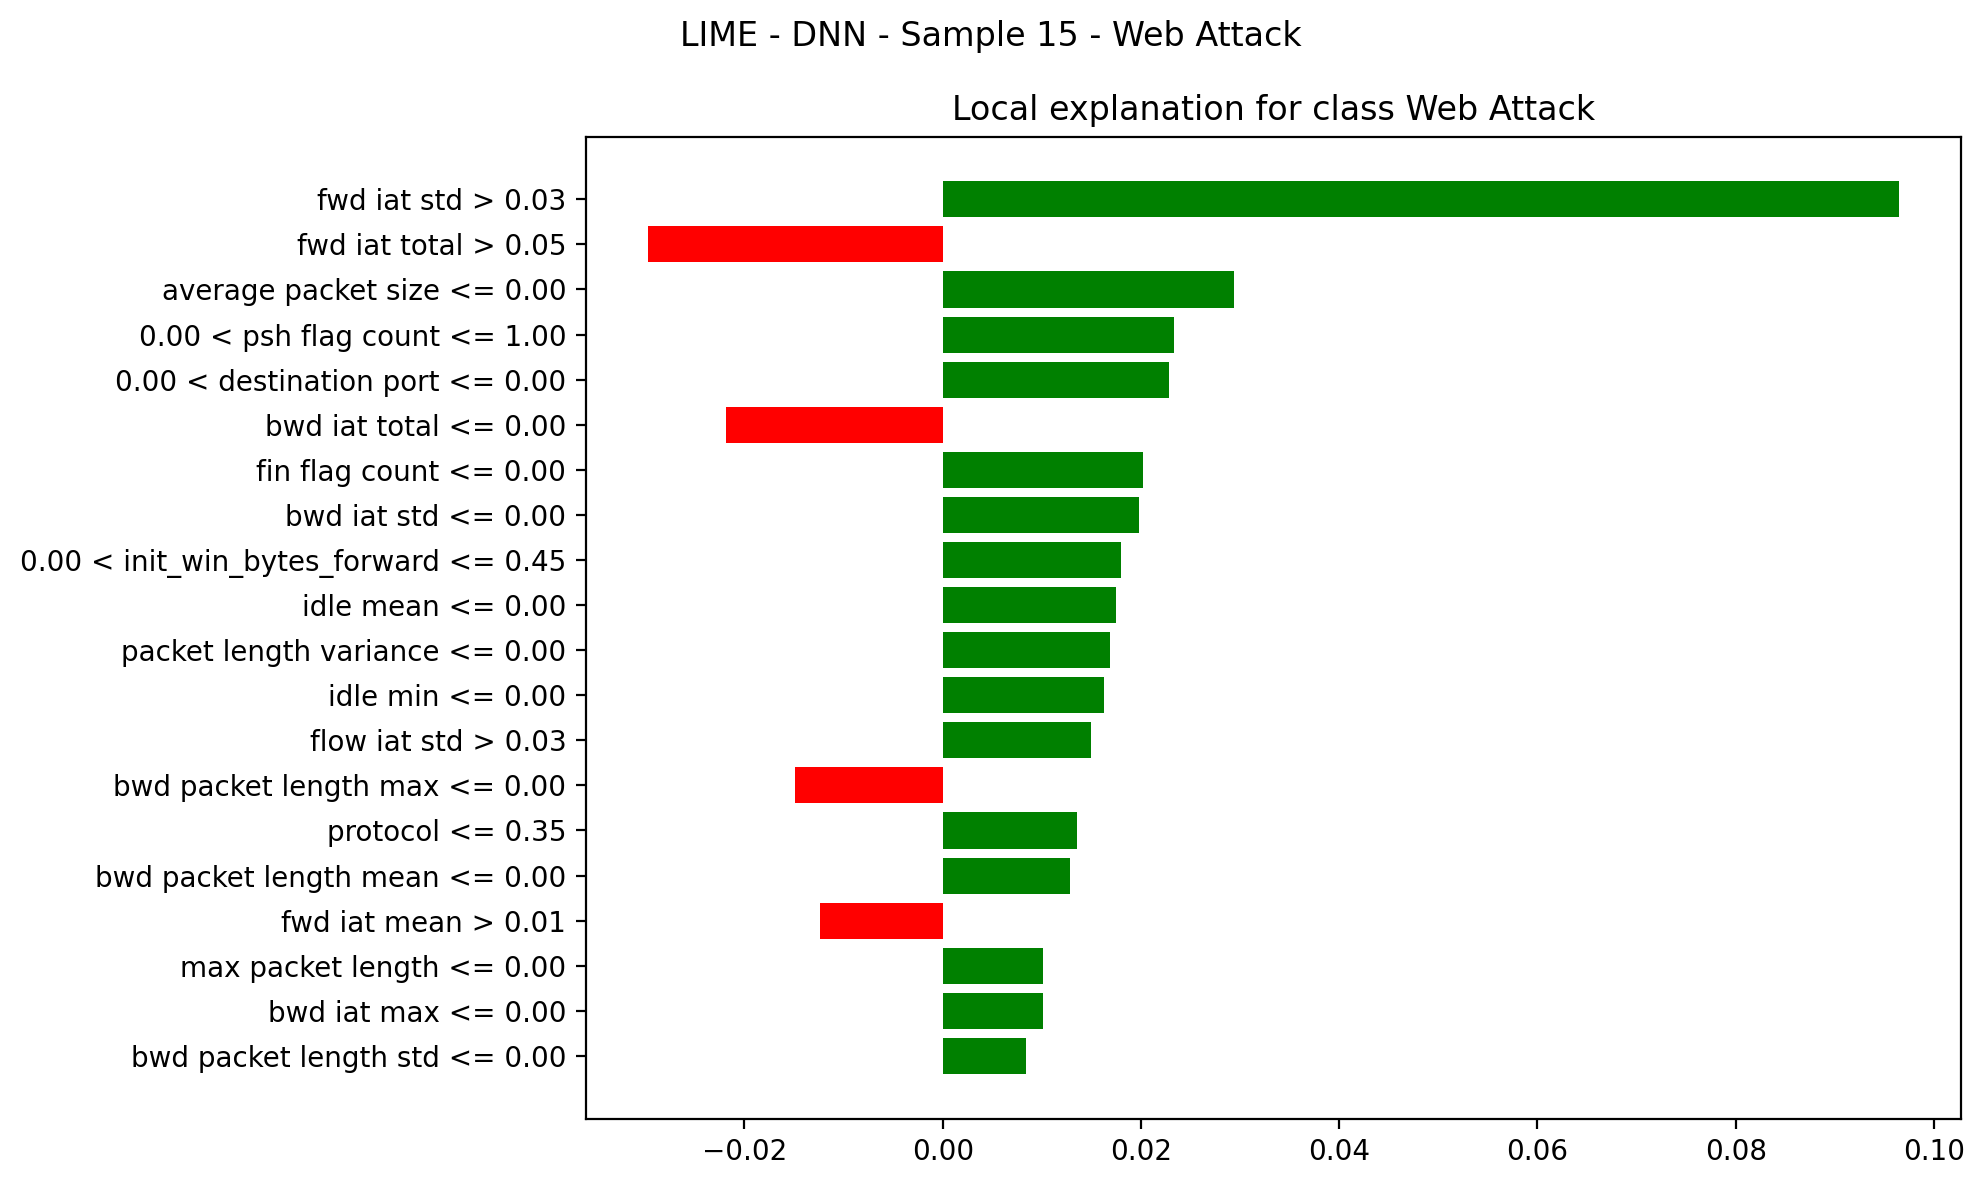 LIME - DNN - Sample 15 - Web Attack
Local explanation for class Web Attack
fwd iat std > 0.03
fwd iat total > 0.05
average packet size <= 0.00
0.00 < psh flag count <= 1.00
0.00 < destination port <= 0.00
bwd iat total <= 0.00
fin flag count <= 0.00
bwd iat std <= 0.00
0.00 < init_win_bytes_forward <= 0.45
idle mean <= 0.00
packet length variance <= 0.00
idle min <= 0.00
flow iat std > 0.03
bwd packet length max <= 0.00
protocol <= 0.35
bwd packet length mean <= 0.00
fwd iat mean > 0.01
max packet length <= 0.00
bwd iat max <= 0.00
bwd packet length std <= 0.00
−0.02 0.00 0.02 0.04 0.06 0.08 0.10